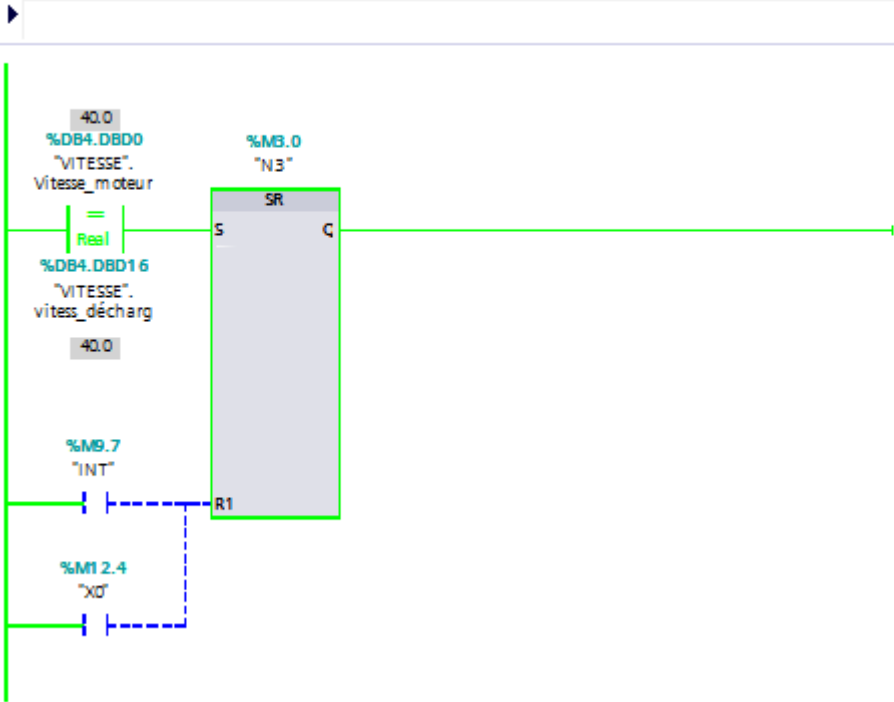 40.0
%DB4.DBD0
"VITESSE".
Vitesse_moteur
=
Real
%DB4.DBD16
"VITESSE".
vitess_décharg
40.0
%M3.0
"N3"
SR
S
Q
R1
%M9.7
"INT"
%M12.4
"X0"